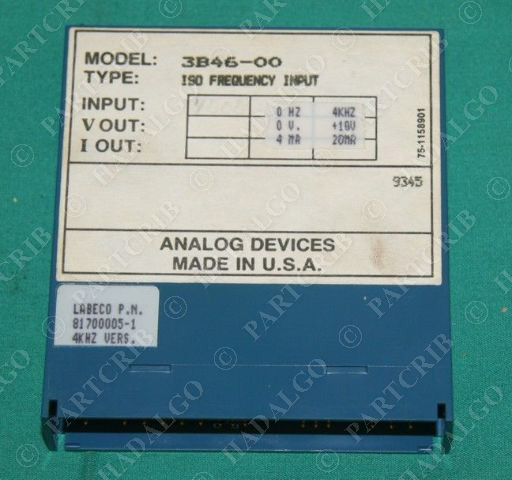 MODEL: 3B46-00
TYPE: ISO FREQUENCY INPUT
INPUT: 0 HZ 4KHZ
V OUT: 0 V. +10V
I OUT: 4 MA 20MA
75-1158901
9345
ANALOG DEVICES
MADE IN U.S.A.
LABECO P.N.
81700005-1
4KHZ VERS.
© PARTCRIB
© HADALGO